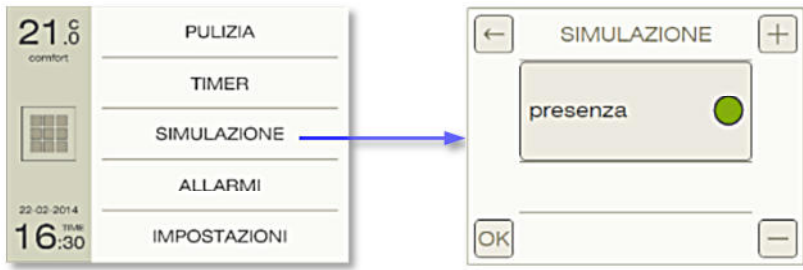 21.0 c
comfort
22-02-2014
16:30 TIME
PULIZIA
TIMER
SIMULAZIONE
ALLARMI
IMPOSTAZIONI
← SIMULAZIONE +
presenza
OK −